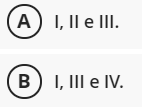 A I, II e III.
B I, III e IV.